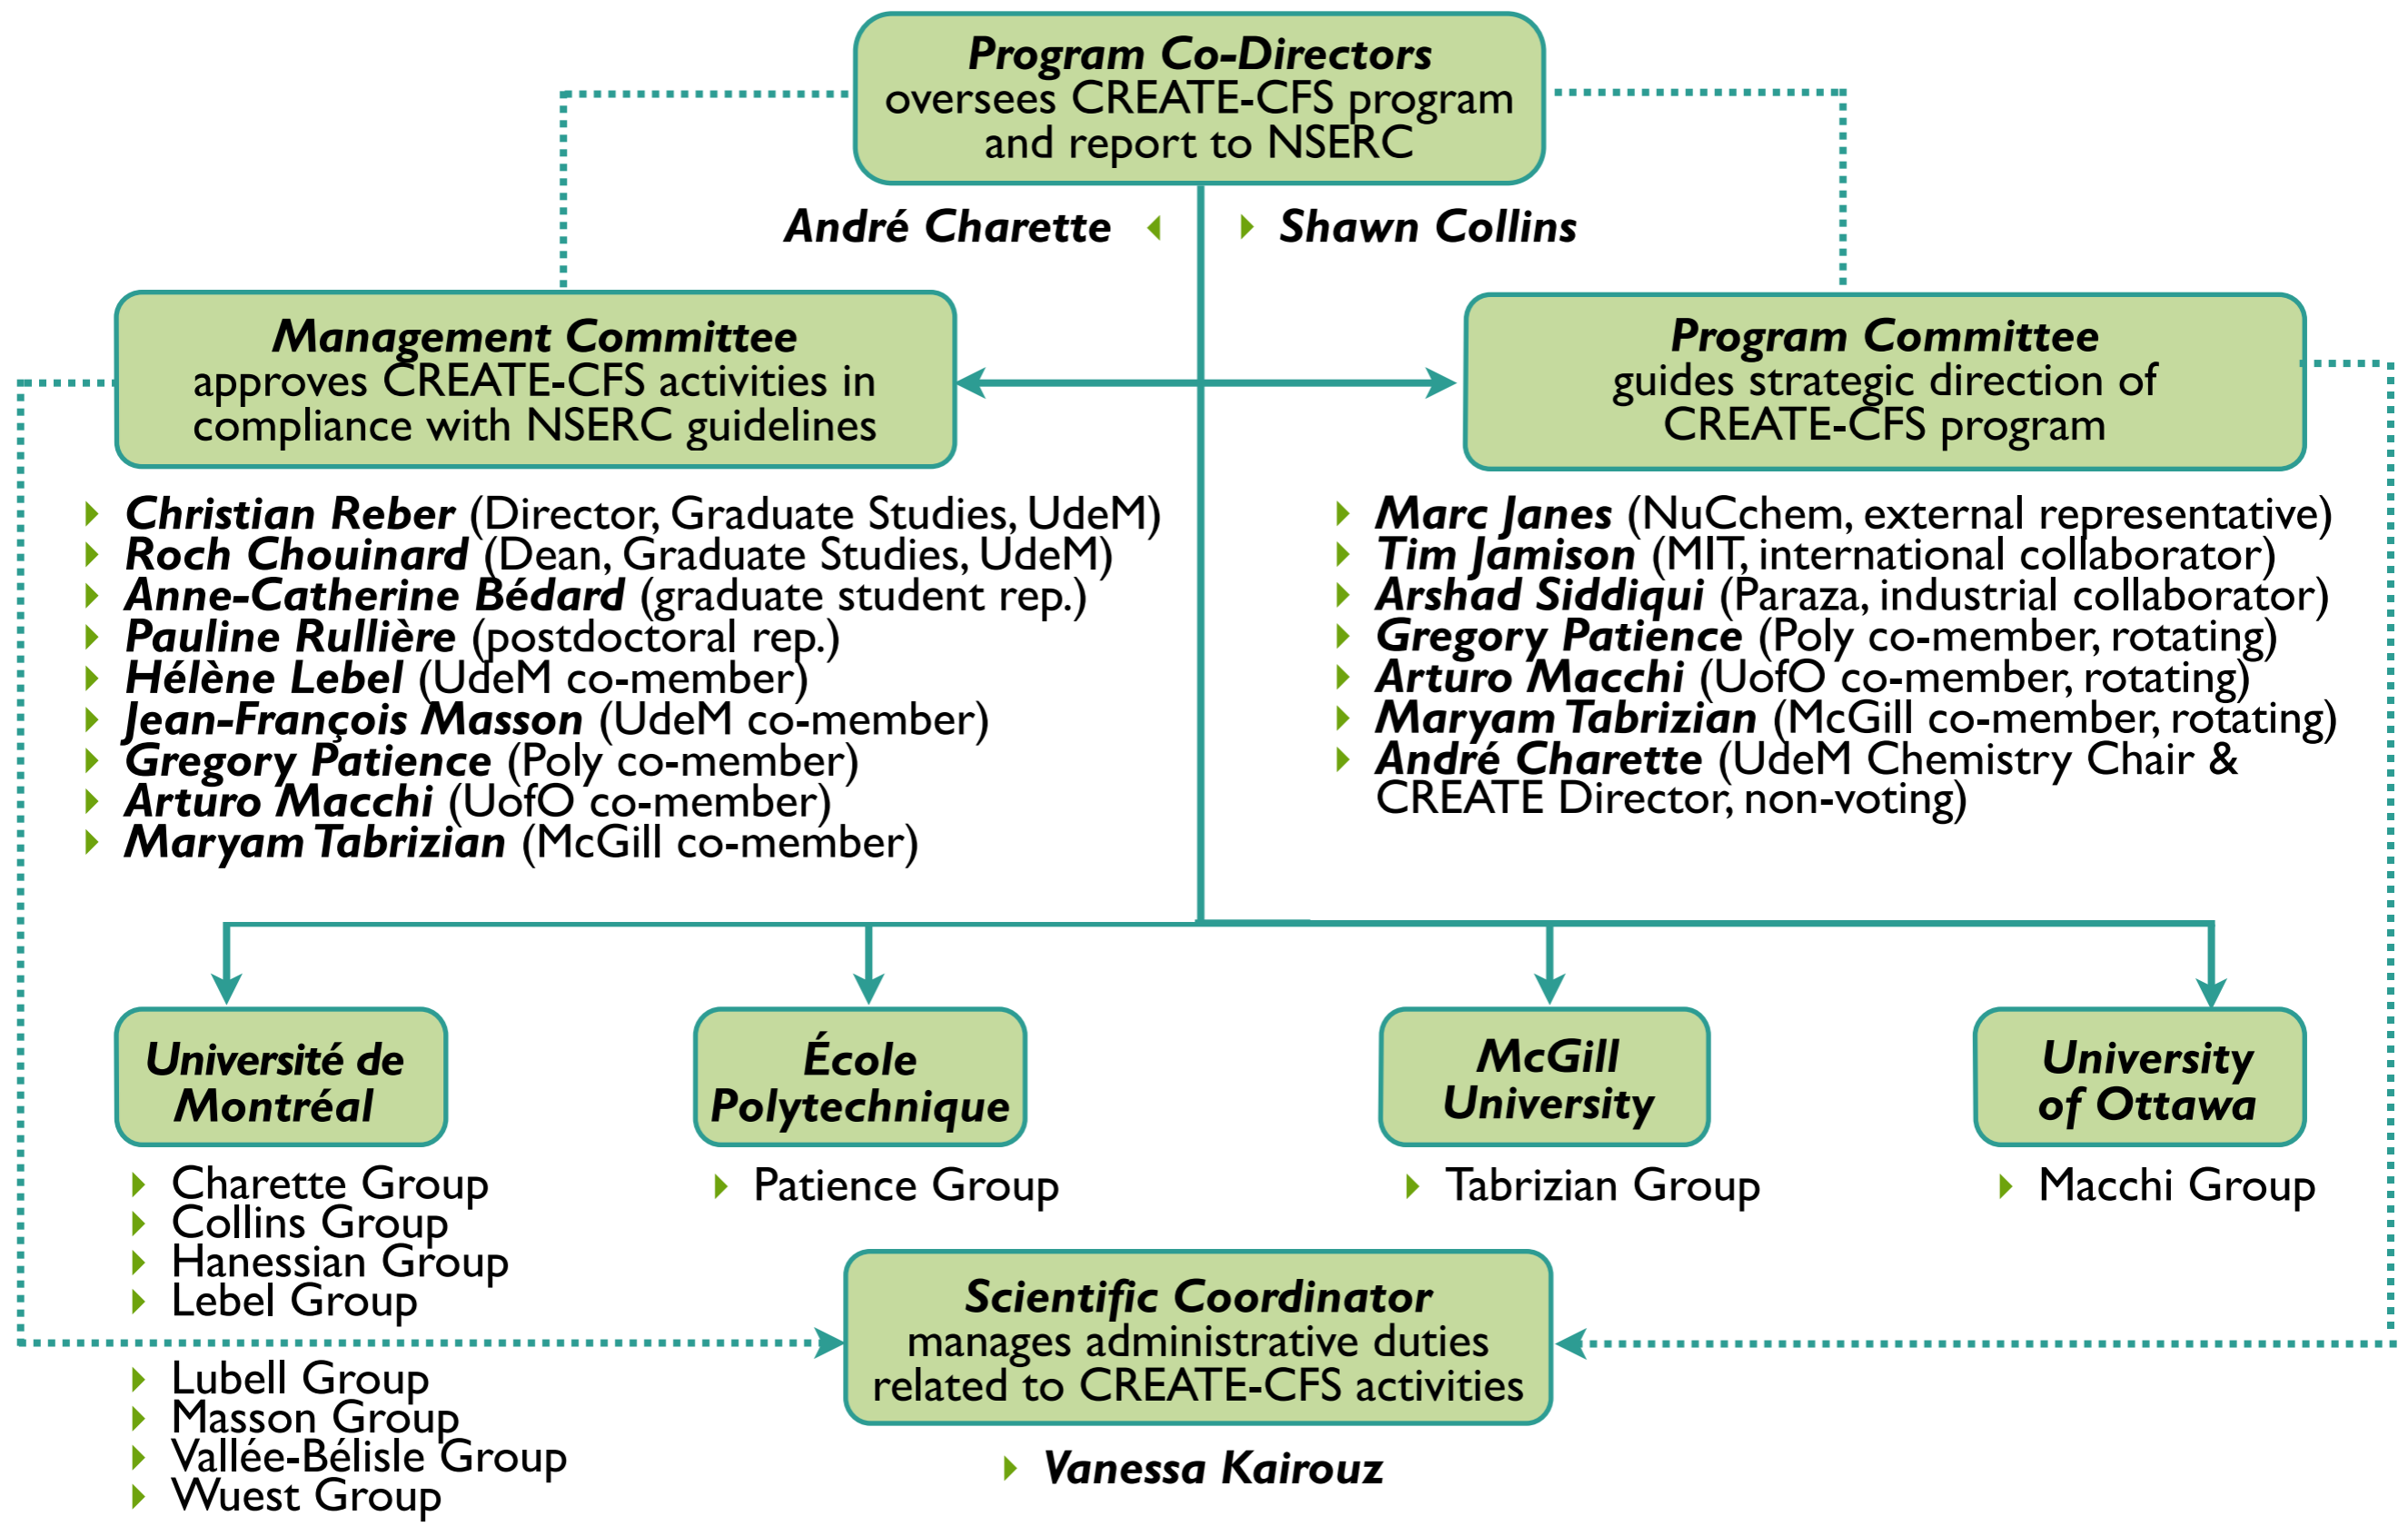 Program Co-Directors
oversees CREATE-CFS program
and report to NSERC
André Charette
Shawn Collins
Management Committee
approves CREATE-CFS activities in
compliance with NSERC guidelines
Christian Reber (Director, Graduate Studies, UdeM)
Roch Chouinard (Dean, Graduate Studies, UdeM)
Anne-Catherine Bédard (graduate student rep.)
Pauline Rullière (postdoctoral rep.)
Hélène Lebel (UdeM co-member)
Jean-François Masson (UdeM co-member)
Gregory Patience (Poly co-member)
Arturo Macchi (UofO co-member)
Maryam Tabrizian (McGill co-member)
Program Committee
guides strategic direction of
CREATE-CFS program
Marc Janes (NuCchem, external representative)
Tim Jamison (MIT, international collaborator)
Arshad Siddiqui (Paraza, industrial collaborator)
Gregory Patience (Poly co-member, rotating)
Arturo Macchi (UofO co-member, rotating)
Maryam Tabrizian (McGill co-member, rotating)
André Charette (UdeM Chemistry Chair &
CREATE Director, non-voting)
Université de
Montréal
Charette Group
Collins Group
Hanessian Group
Lebel Group
Lubell Group
Masson Group
Vallée-Bélisle Group
Wuest Group
École
Polytechnique
Patience Group
McGill
University
Tabrizian Group
University
of Ottawa
Macchi Group
Scientific Coordinator
manages administrative duties
related to CREATE-CFS activities
Vanessa Kairouz